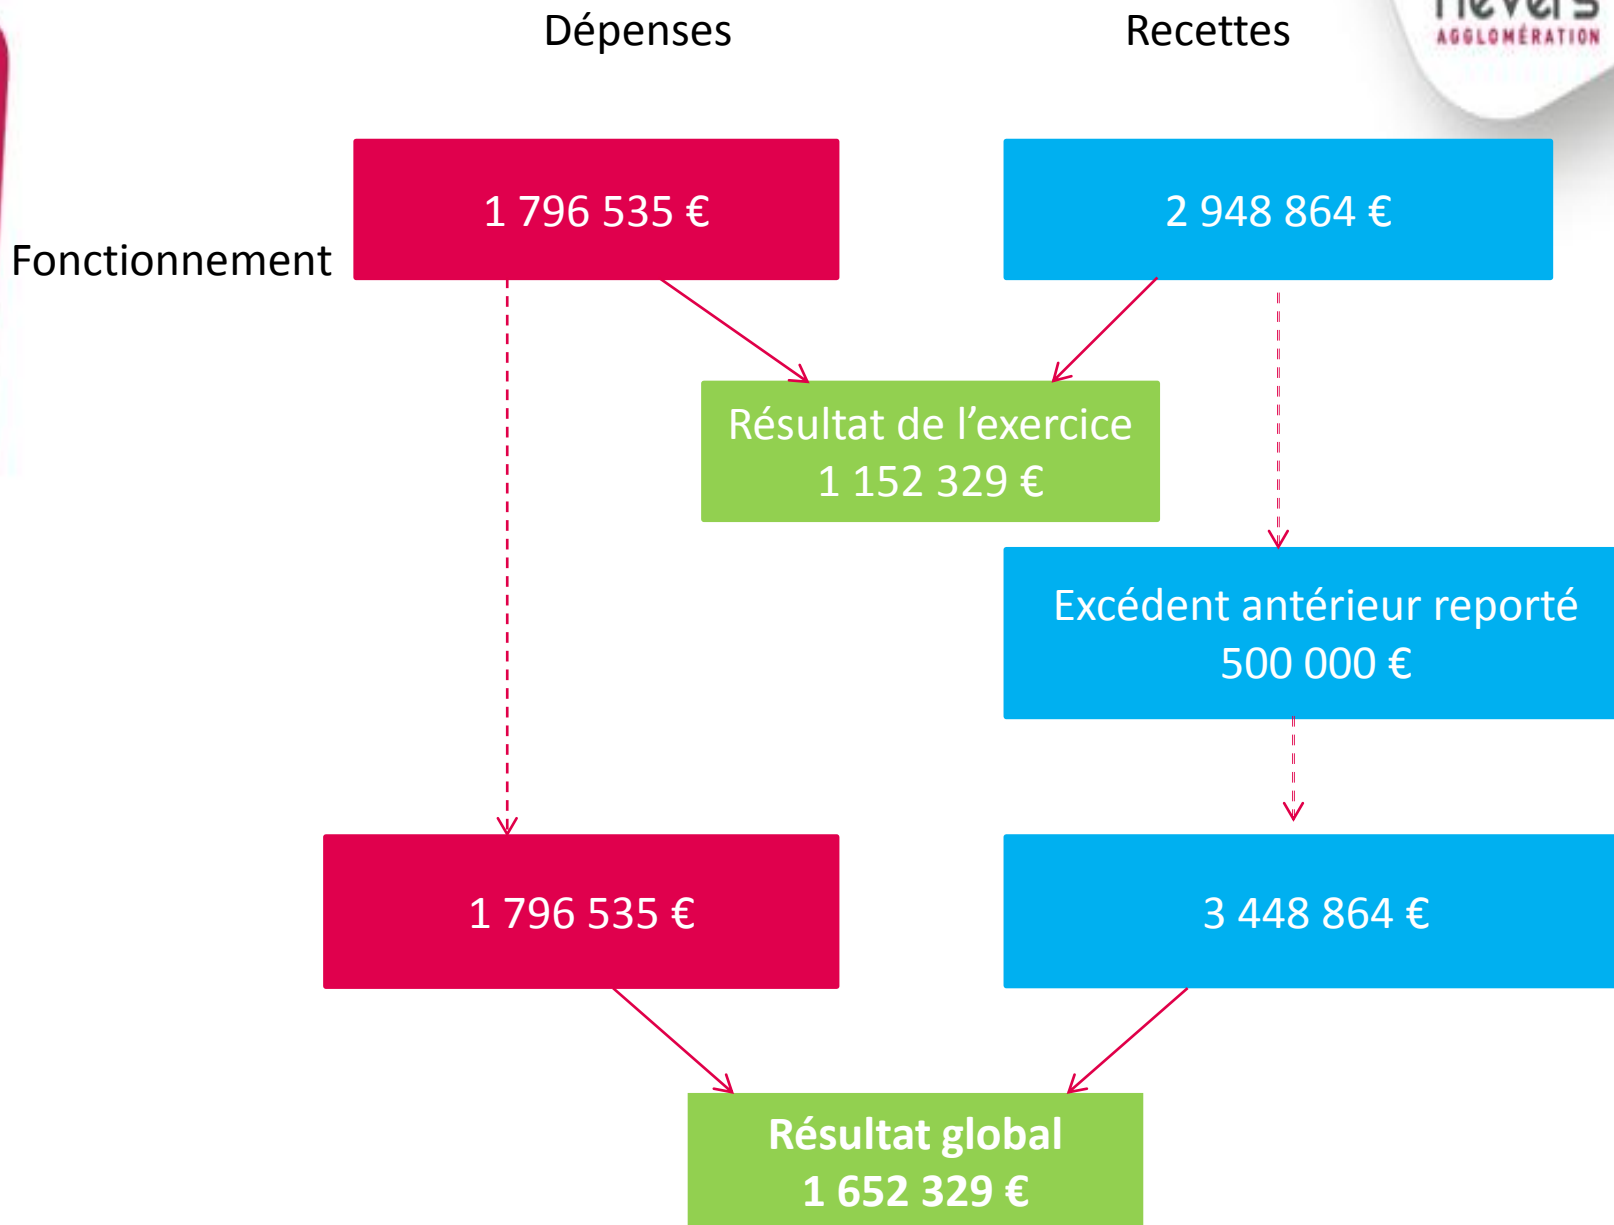 Dépenses
Recettes
nevers
AGGLOMÉRATION
1 796 535 €
2 948 864 €
Fonctionnement
Résultat de l’exercice
1 152 329 €
Excédent antérieur reporté
500 000 €
1 796 535 €
3 448 864 €
Résultat global
1 652 329 €